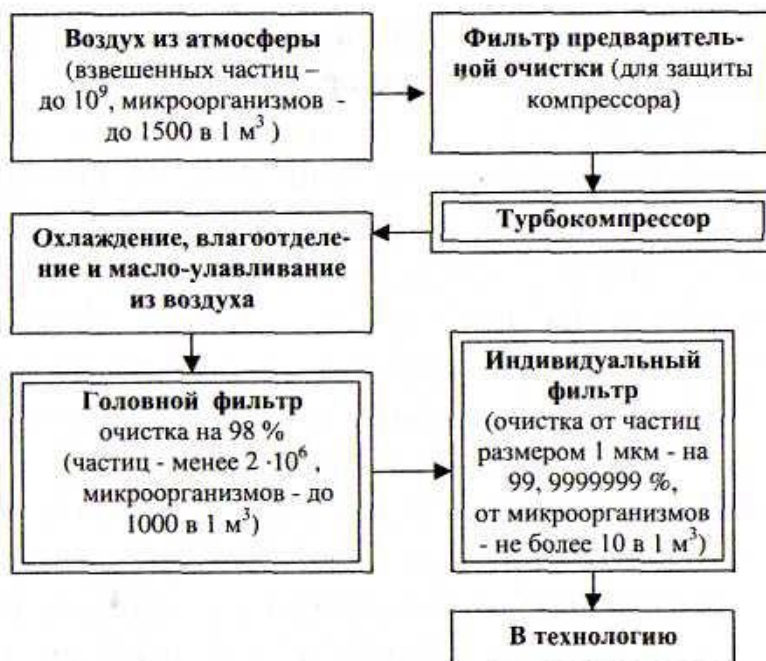 Воздух из атмосферы
(взвешенных частиц –
до 10⁹, микроорганизмов -
до 1500 в 1 м³ )
Фильтр предваритель-
ной очистки (для защиты
компрессора)
Турбокомпрессор
Охлаждение, влагоотделе-
ние и масло-улавливание
из воздуха
Головной фильтр
очистка на 98 %
(частиц - менее 2 ·10⁶ ,
микроорганизмов - до
1000 в 1 м³)
Индивидуальный
фильтр
(очистка от частиц
размером 1 мкм - на
99, 9999999 %,
от микроорганизмов
- не более 10 в 1 м³)
В технологию